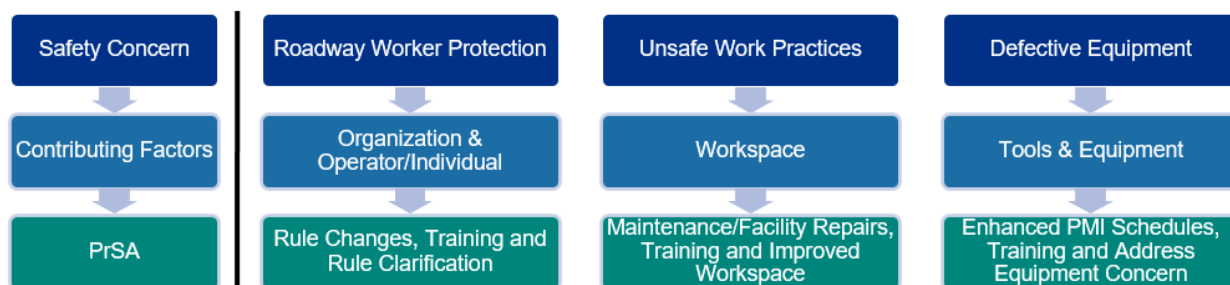 Safety Concern
Roadway Worker Protection
Unsafe Work Practices
Defective Equipment
Contributing Factors
Organization &
Operator/Individual
Workspace
Tools & Equipment
PrSA
Rule Changes, Training and
Rule Clarification
Maintenance/Facility Repairs,
Training and Improved
Workspace
Enhanced PMI Schedules,
Training and Address
Equipment Concern